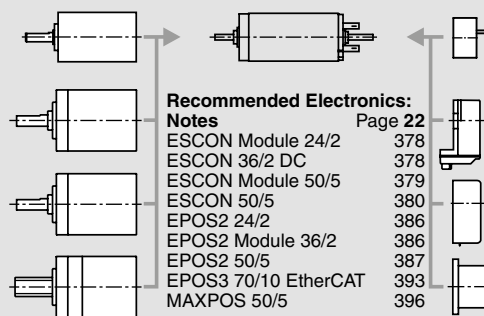 Recommended Electronics:
Notes Page 22
ESCON Module 24/2 378
ESCON 36/2 DC 378
ESCON Module 50/5 379
ESCON 50/5 380
EPOS2 24/2 386
EPOS2 Module 36/2 386
EPOS2 50/5 387
EPOS3 70/10 EtherCAT 393
MAXPOS 50/5 396